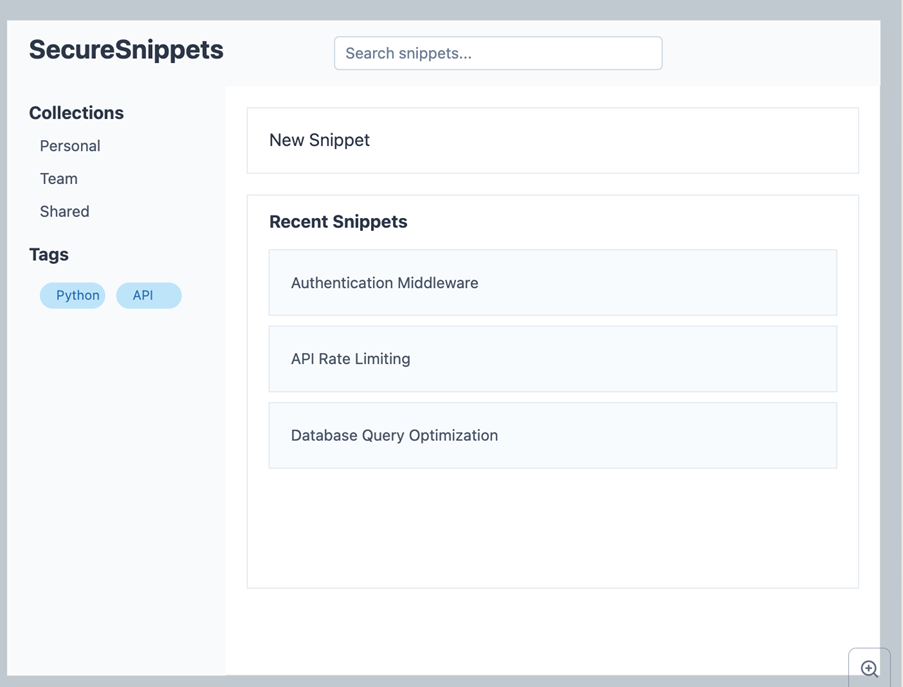 SecureSnippets
Search snippets...
Collections
Personal
Team
Shared
Tags
Python API
New Snippet
Recent Snippets
Authentication Middleware
API Rate Limiting
Database Query Optimization